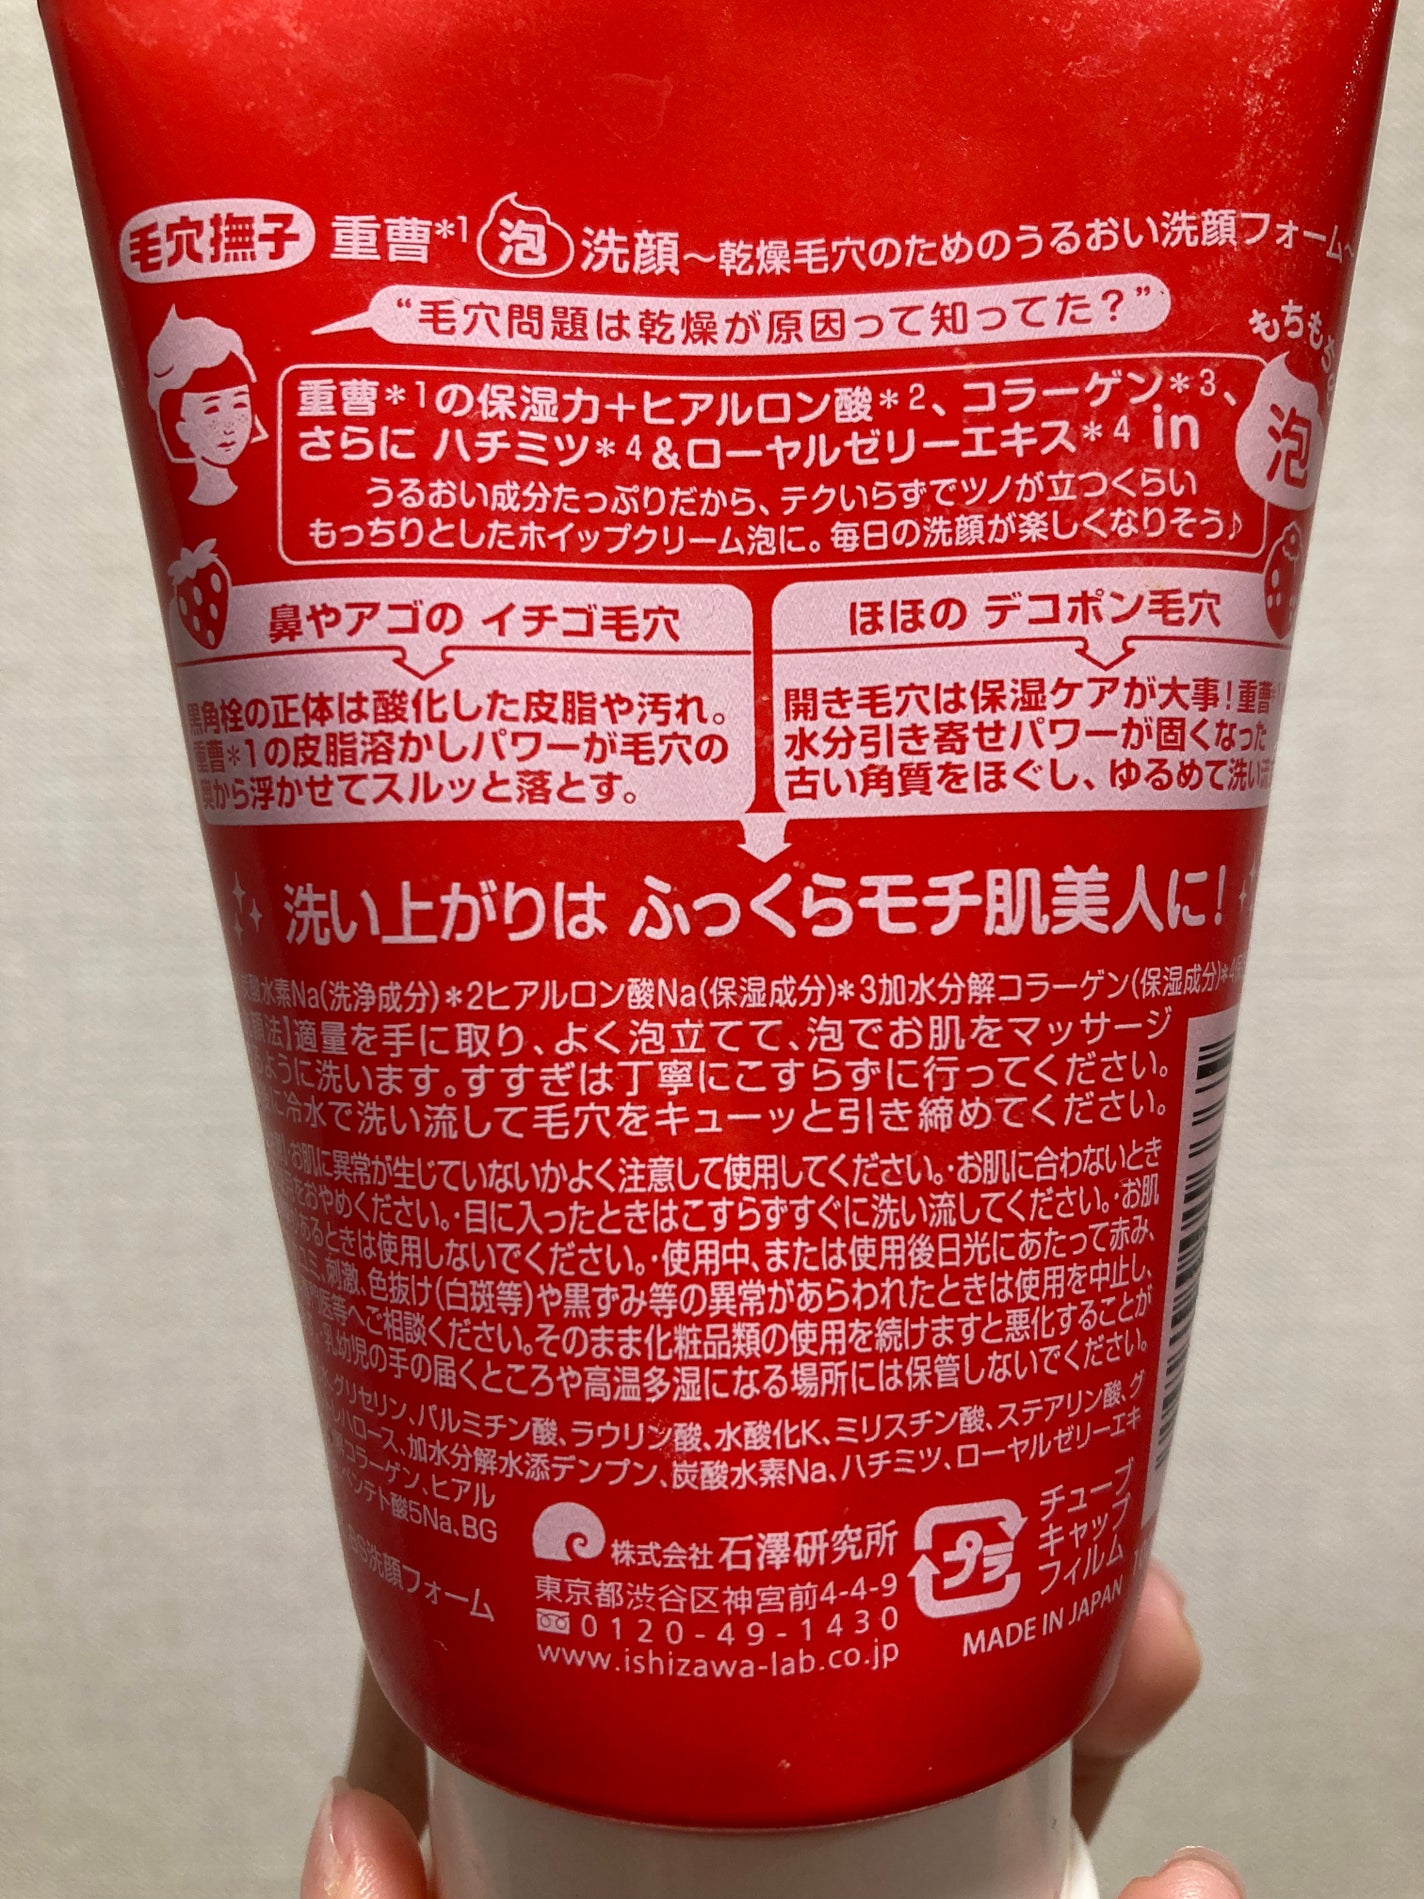 毛穴撫子 重曹*1 泡 洗顔～乾燥毛穴のためのうるおい洗顔フォーム～
“毛穴問題は乾燥が原因って知ってた？”
もちもち
泡
重曹*1の保湿力+ヒアルロン酸*2、コラーゲン*3、
さらに ハチミツ*4&ローヤルゼリーエキス*4 in
うるおい成分たっぷりだから、テクいらずでツノが立つくらい
もっちりとしたホイップクリーム泡に。毎日の洗顔が楽しくなりそう♪
鼻やアゴの イチゴ毛穴
黒角栓の正体は酸化した皮脂や汚れ。
重曹*1の皮脂溶かしパワーが毛穴の
奥から浮かせてスルッと落とす。
ほほの デコポン毛穴
開き毛穴は保湿ケアが大事！重曹
水分引き寄せパワーが固くなった
古い角質をほぐし、ゆるめて洗い
洗い上がりは ふっくらモチ肌美人に！
炭酸水素Na(洗浄成分)*2ヒアルロン酸Na(保湿成分)*3加水分解コラーゲン(保湿成分)*4
顔法】適量を手に取り、よく泡立てて、泡でお肌をマッサージ
ように洗います。すすぎは丁寧にこすらずに行ってください。
に冷水で洗い流して毛穴をキューッと引き締めてください。
・お肌に異常が生じていないかよく注意して使用してください。・お肌に合わないとき
をおやめください。・目に入ったときはこすらずすぐに洗い流してください。・お肌
あるときは使用しないでください。・使用中、または使用後日光にあたって赤み、
刺激、色抜け(白斑等)や黒ずみ等の異常があらわれたときは使用を中止し、
医等へご相談ください。そのまま化粧品類の使用を続けますと悪化することが
乳幼児の手の届くところや高温多湿になる場所には保管しないでください。
グリセリン、パルミチン酸、ラウリン酸、水酸化K、ミリスチン酸、ステアリン酸、グ
レハロース、加水分解水添デンプン、炭酸水素Na、ハチミツ、ローヤルゼリーエキ
コラーゲン、ヒアル
ペンテト酸5Na、BG
洗顔フォーム
株式会社 石澤研究所
東京都渋谷区神宮前4-4-9
0120-49-1430
www.ishizawa-lab.co.jp
プラ
チューブ
キャップ
フィルム
MADE IN JAPAN